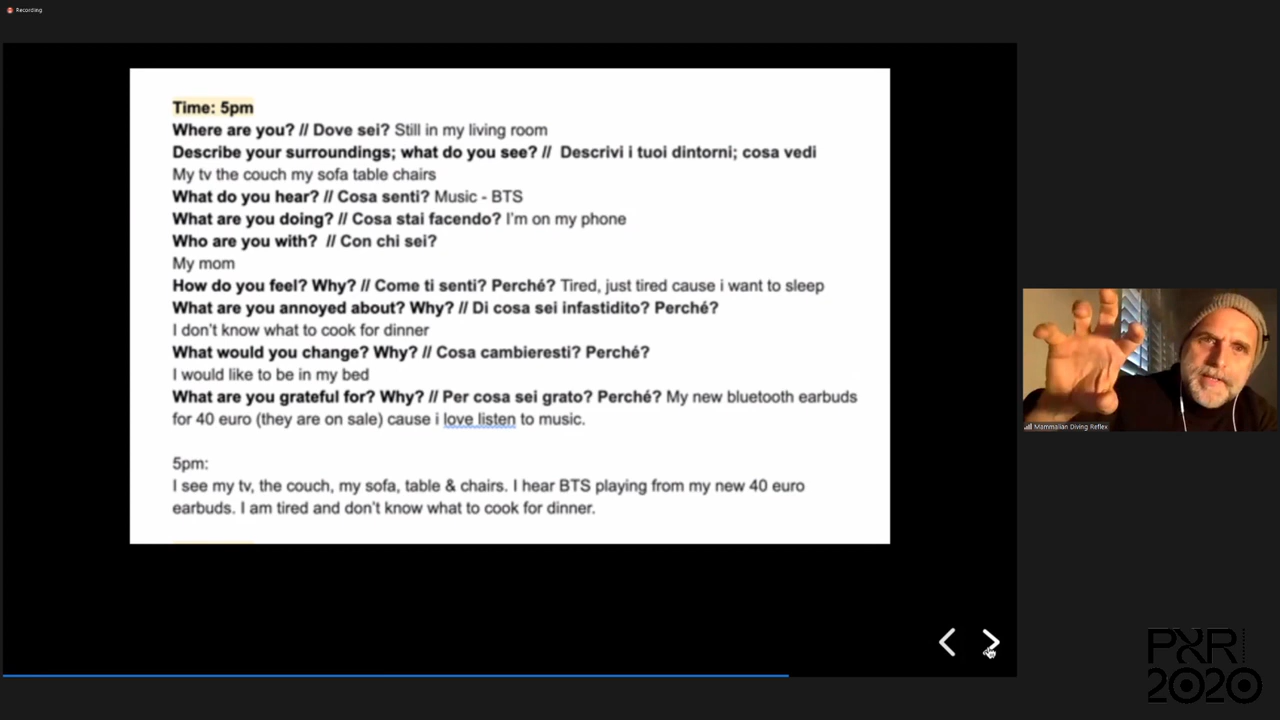 Recording
Time: 5pm
Where are you? // Dove sei? Still in my living room
Describe your surroundings; what do you see? // Descrivi i tuoi dintorni; cosa vedi
My tv the couch my sofa table chairs
What do you hear? // Cosa senti? Music - BTS
What are you doing? // Cosa stai facendo? I'm on my phone
Who are you with? // Con chi sei?
My mom
How do you feel? Why? // Come ti senti? Perché? Tired, just tired cause i want to sleep
What are you annoyed about? Why? // Di cosa sei infastidito? Perché?
I don't know what to cook for dinner
What would you change? Why? // Cosa cambieresti? Perché?
I would like to be in my bed
What are you grateful for? Why? // Per cosa sei grato? Perché? My new bluetooth earbuds
for 40 euro (they are on sale) cause i love listen to music.
5pm:
I see my tv, the couch, my sofa, table & chairs. I hear BTS playing from my new 40 euro
earbuds. I am tired and don't know what to cook for dinner.
Mammalian Diving Reflex
PXR
2020